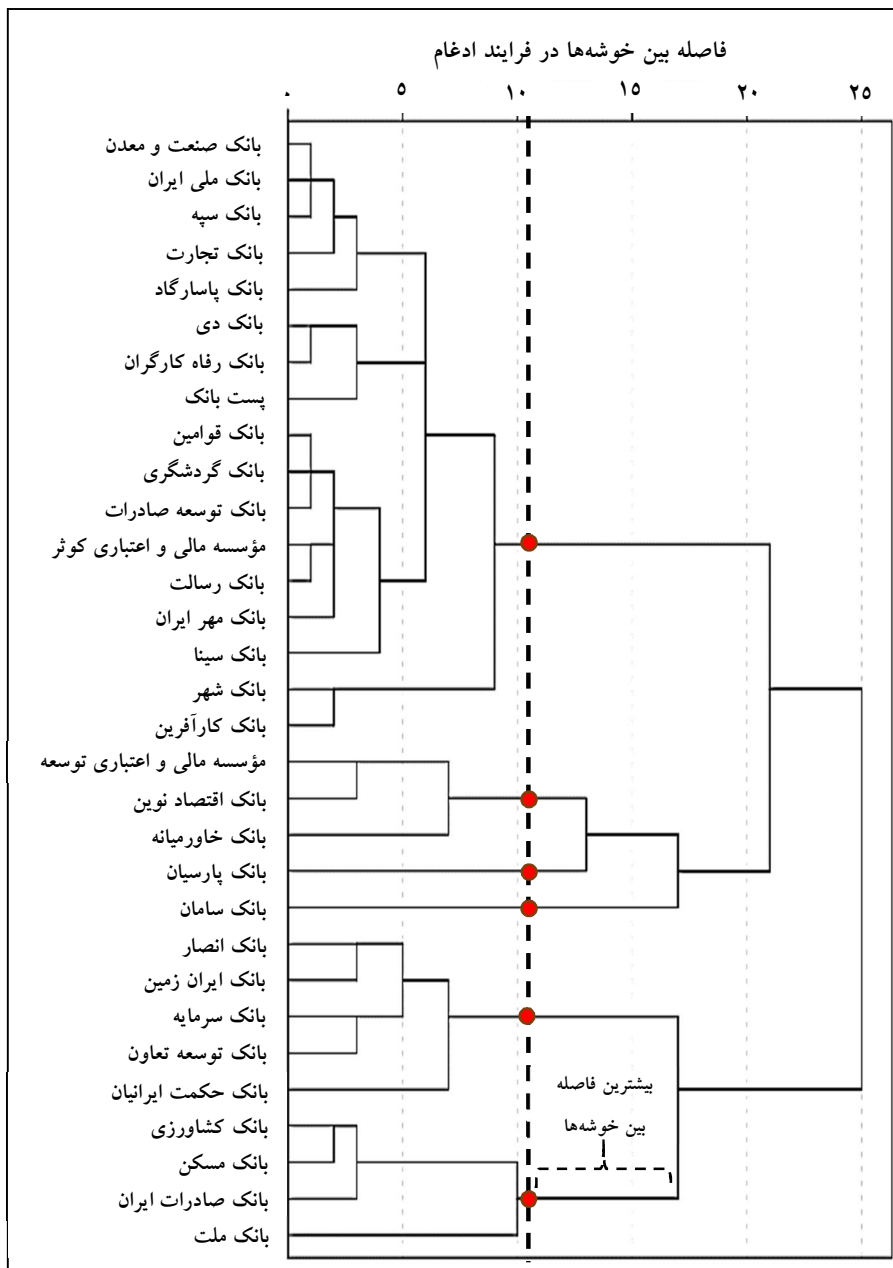 فاصله بین خوشه‌ها در فرایند ادغام
۰ ۵ ۱۰ ۱۵ ۲۰ ۲۵
بانک صنعت و معدن
بانک ملی ایران
بانک سپه
بانک تجارت
بانک پاسارگاد
بانک دی
بانک رفاه کارگران
پست بانک
بانک قوامین
بانک گردشگری
بانک توسعه صادرات
مؤسسه مالی و اعتباری کوثر
بانک رسالت
بانک مهر ایران
بانک سینا
بانک شهر
بانک کارآفرین
مؤسسه مالی و اعتباری توسعه
بانک اقتصاد نوین
بانک خاورمیانه
بانک پارسیان
بانک سامان
بانک انصار
بانک ایران زمین
بانک سرمایه
بانک توسعه تعاون
بانک حکمت ایرانیان
بانک کشاورزی
بانک مسکن
بانک صادرات ایران
بانک ملت
بیشترین فاصله
بین خوشه‌ها